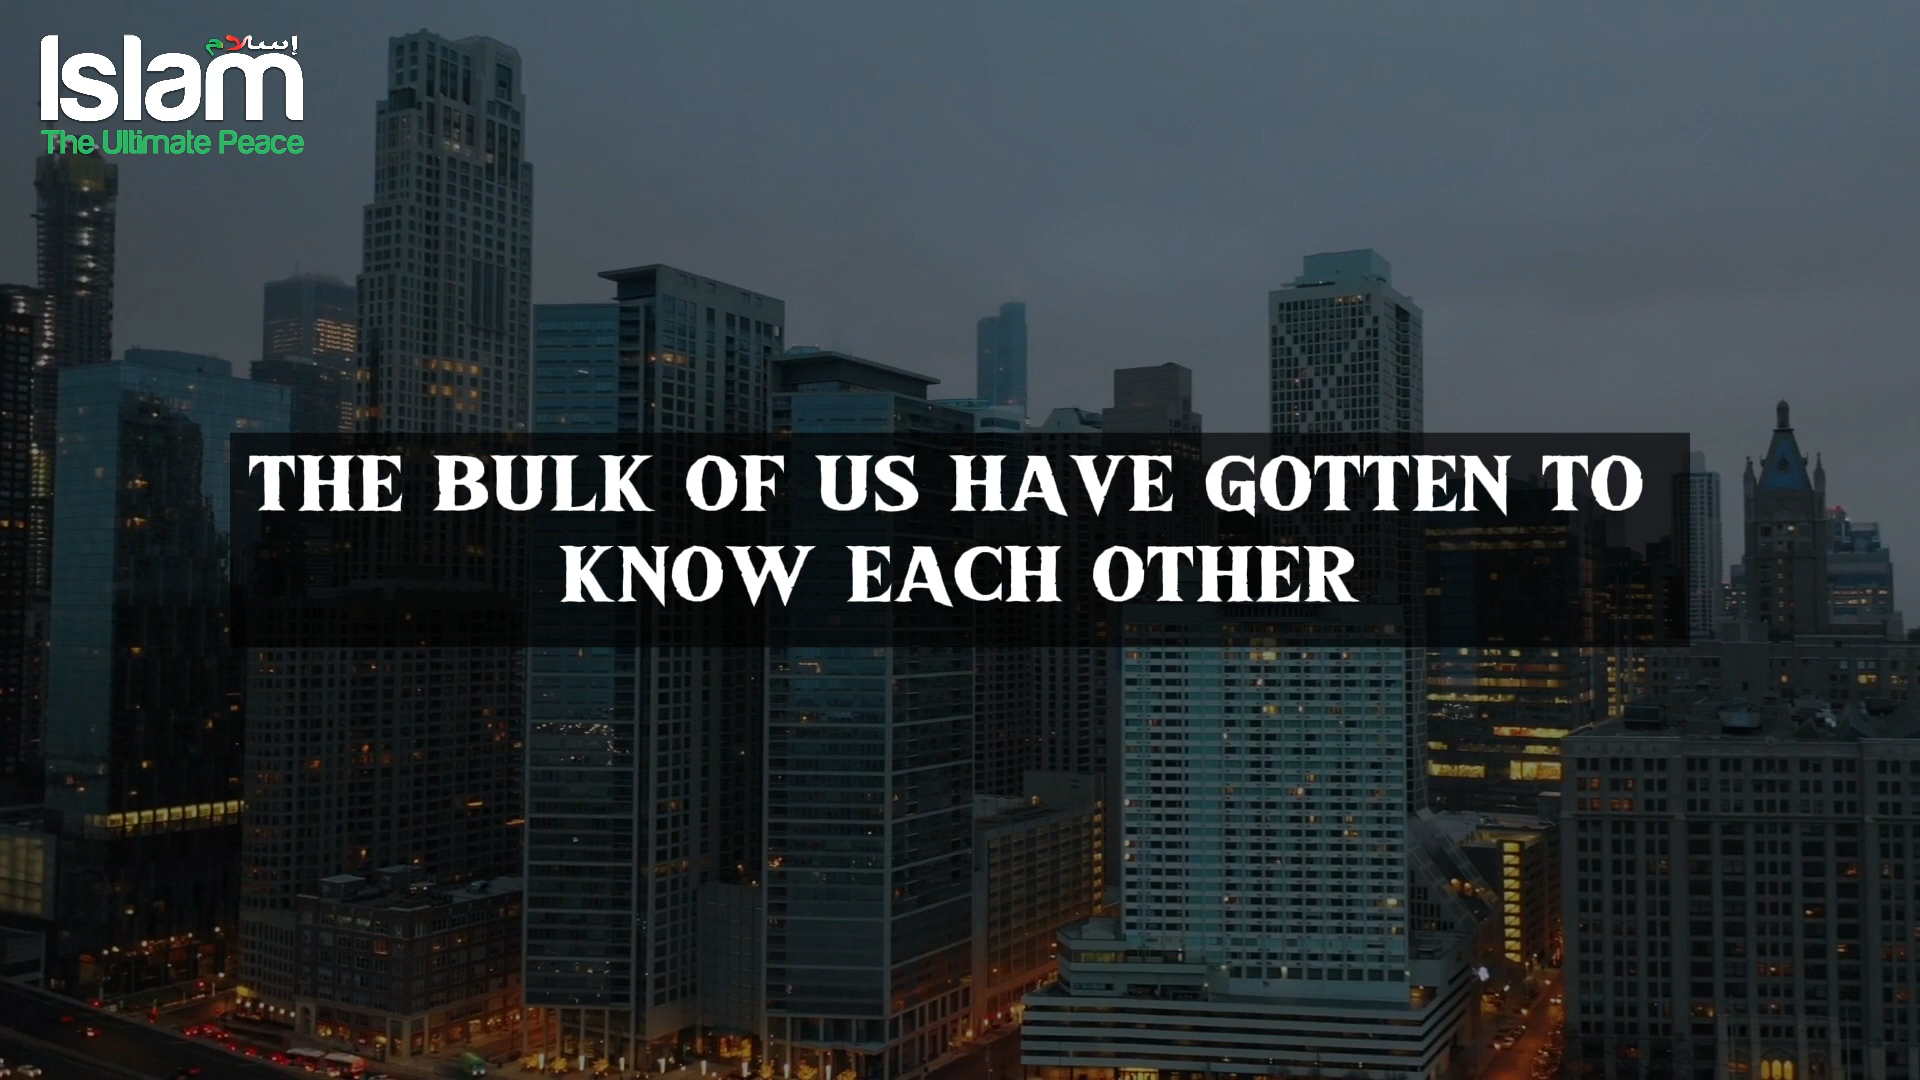 إسلام
Islam
The Ultimate Peace
THE BULK OF US HAVE GOTTEN TO
KNOW EACH OTHER